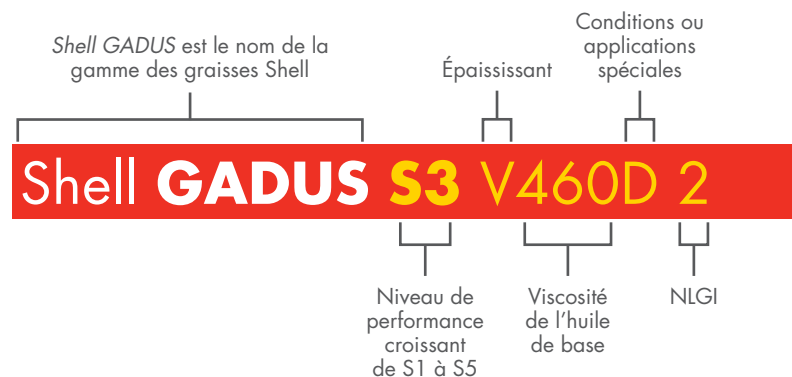 Shell GADUS est le nom de la
gamme des graisses Shell
Épaississant
Conditions ou
applications
spéciales
Shell GADUS S3 V460D 2
Niveau de
performance
croissant
de S1 à S5
Viscosité
de l'huile
de base
NLGI